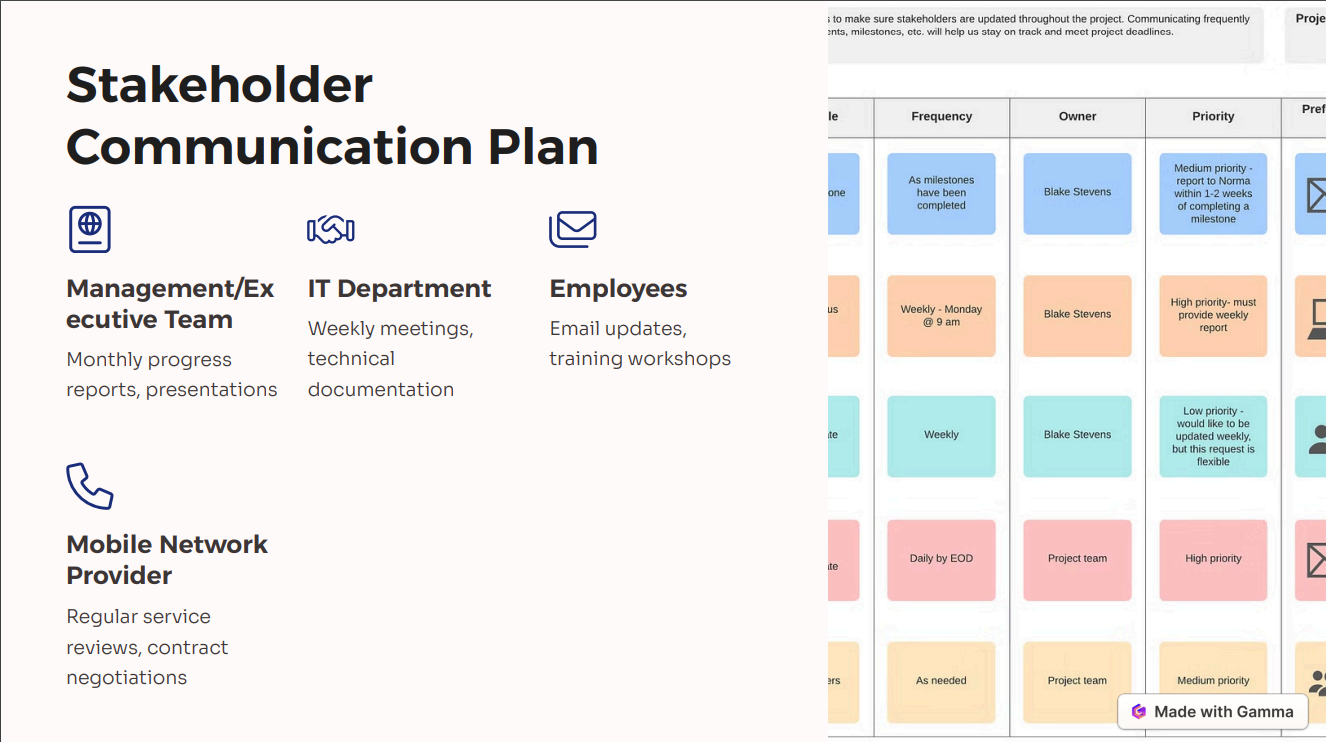 Stakeholder
Communication Plan
Management/Ex
ecutive Team
Monthly progress
reports, presentations
IT Department
Weekly meetings,
technical
documentation
Employees
Email updates,
training workshops
Mobile Network
Provider
Regular service
reviews, contract
negotiations
s to make sure stakeholders are updated throughout the project. Communicating frequently
ents, milestones, etc. will help us stay on track and meet project deadlines.
Proje
le
Frequency
Owner
Priority
Pref
one
As milestones
have been
completed
Blake Stevens
Medium priority -
report to Norma
within 1-2 weeks
of completing a
milestone
us
Weekly - Monday
@ 9 am
Blake Stevens
High priority- must
provide weekly
report
ate
Weekly
Blake Stevens
Low priority -
would like to be
updated weekly,
but this request is
flexible
ate
Daily by EOD
Project team
High priority
ers
As needed
Project team
Medium priority
Made with Gamma